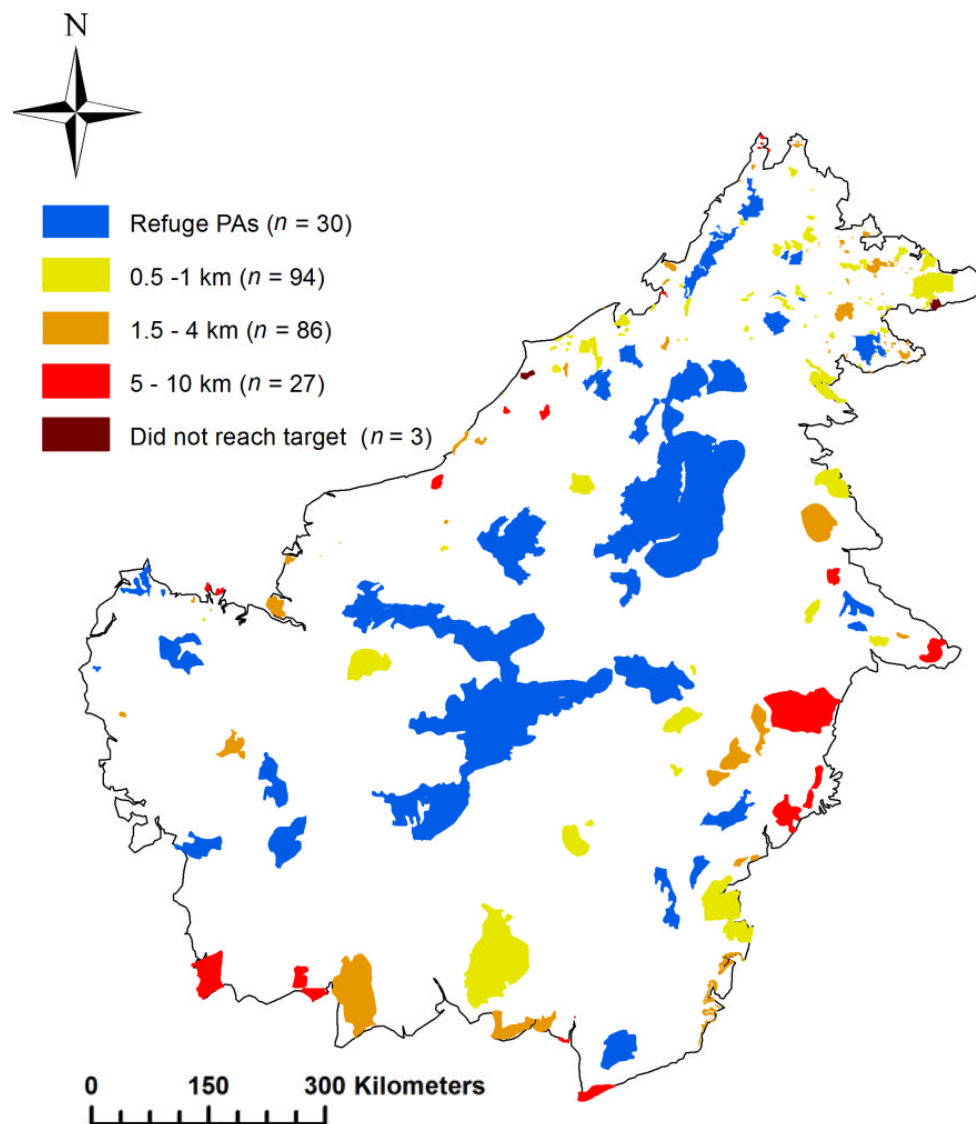 N
Refuge PAs (n = 30)
0.5 -1 km (n = 94)
1.5 - 4 km (n = 86)
5 - 10 km (n = 27)
Did not reach target (n = 3)
0 150 300 Kilometers